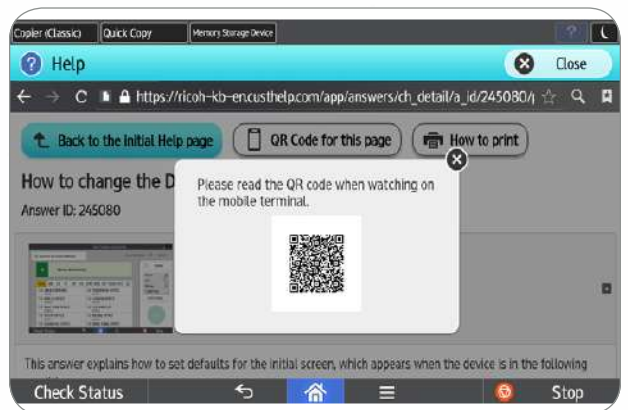 Copier (Classic)
Quick Copy
Memory Storage Device
?
? Help
Close
https://ricoh-kb-en.custhelp.com/app/answers/ch_detail/a_id/245080/
Back to the Initial Help page
QR Code for this page
How to print
How to change the D
Answer ID: 245080
Please read the QR code when watching on
the mobile terminal.
This answer explains how to set defaults for the initial screen, which appears when the device is in the following
Check Status
Stop